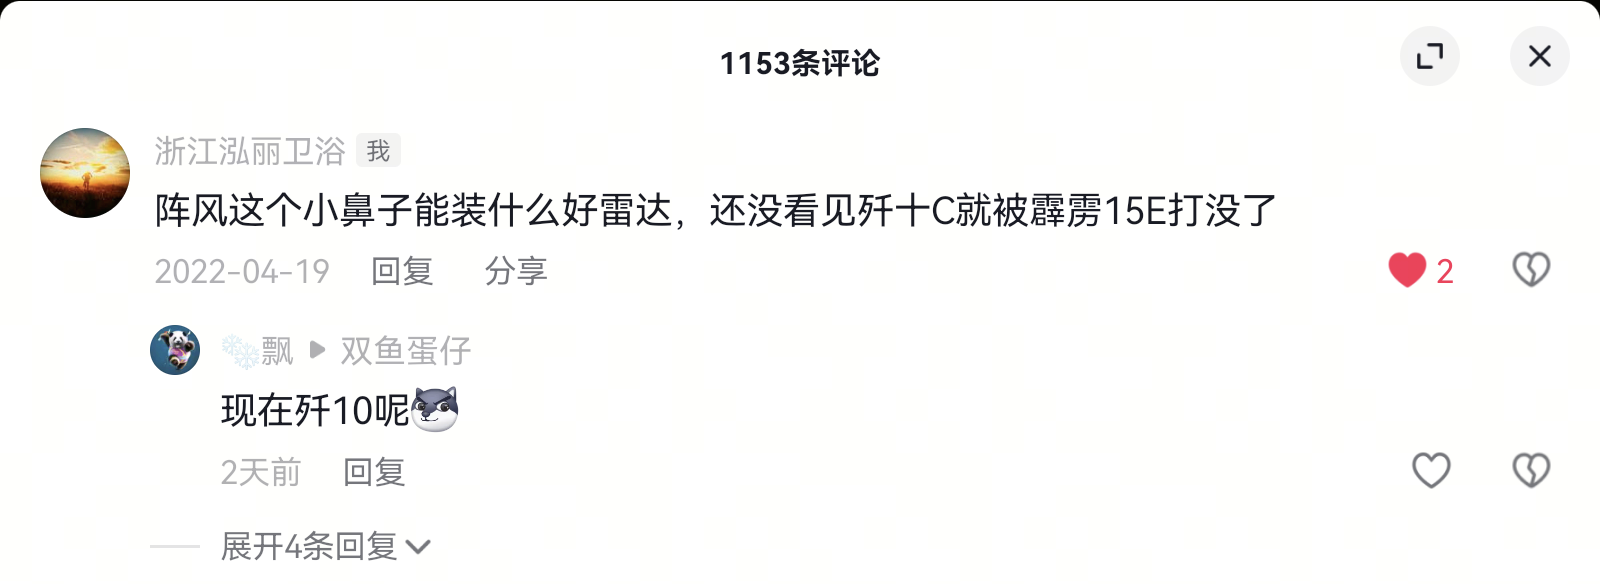 1153条评论
浙江泓丽卫浴 我
阵风这个小鼻子能装什么好雷达，还没看见歼十C就被霹雳15E打没了
2022-04-19 回复 分享 2
飘 ▶ 双鱼蛋仔
现在歼10呢
2天前 回复
展开4条回复